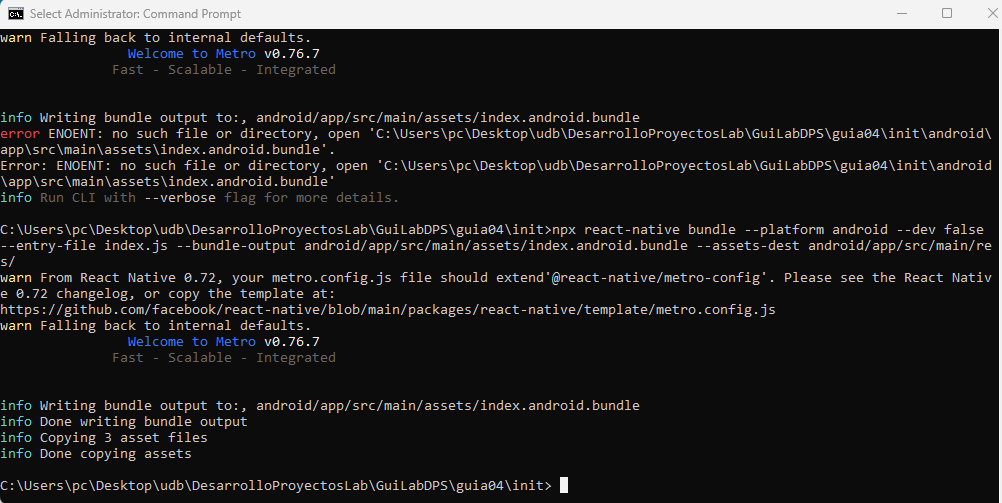 Select Administrator: Command Prompt
warn Falling back to internal defaults.
Welcome to Metro v0.76.7
Fast - Scalable - Integrated
info Writing bundle output to:, android/app/src/main/assets/index.android.bundle
error ENOENT: no such file or directory, open 'C:\Users\pc\Desktop\udb\DesarrolloProyectosLab\GuiLabDPS\guia04\init\android\
app\src\main\assets\index.android.bundle'.
Error: ENOENT: no such file or directory, open 'C:\Users\pc\Desktop\udb\DesarrolloProyectosLab\GuiLabDPS\guia04\init\android
\app\src\main\assets\index.android.bundle'
info Run CLI with --verbose flag for more details.
C:\Users\pc\Desktop\udb\DesarrolloProyectosLab\GuiLabDPS\guia04\init>npx react-native bundle --platform android --dev false
--entry-file index.js --bundle-output android/app/src/main/assets/index.android.bundle --assets-dest android/app/src/main/re
s/
warn From React Native 0.72, your metro.config.js file should extend'@react-native/metro-config'. Please see the React Nativ
e 0.72 changelog, or copy the template at:
https://github.com/facebook/react-native/blob/main/packages/react-native/template/metro.config.js
warn Falling back to internal defaults.
Welcome to Metro v0.76.7
Fast - Scalable - Integrated
info Writing bundle output to:, android/app/src/main/assets/index.android.bundle
info Done writing bundle output
info Copying 3 asset files
info Done copying assets
C:\Users\pc\Desktop\udb\DesarrolloProyectosLab\GuiLabDPS\guia04\init>